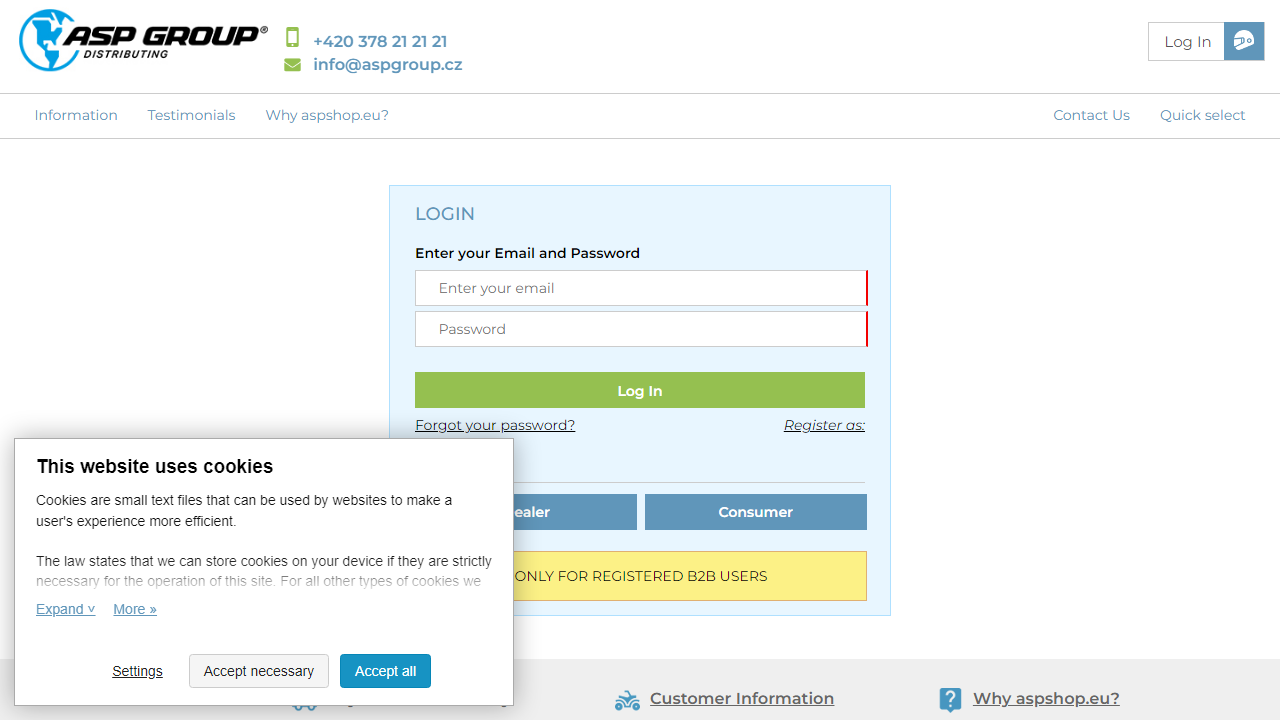 ASP GROUP®
DISTRIBUTING
+420 378 21 21 21
info@aspgroup.cz
Log In
Information
Testimonials
Why aspshop.eu?
Contact Us
Quick select
LOGIN
Enter your Email and Password
Enter your email
Password
Log In
Forgot your password?
Register as:
ealer
Consumer
ONLY FOR REGISTERED B2B USERS
This website uses cookies
Cookies are small text files that can be used by websites to make a
user's experience more efficient.
The law states that we can store cookies on your device if they are strictly
necessary for the operation of this site. For all other types of cookies we
Expand ˅
More »
Settings
Accept necessary
Accept all
Customer Information
Why aspshop.eu?